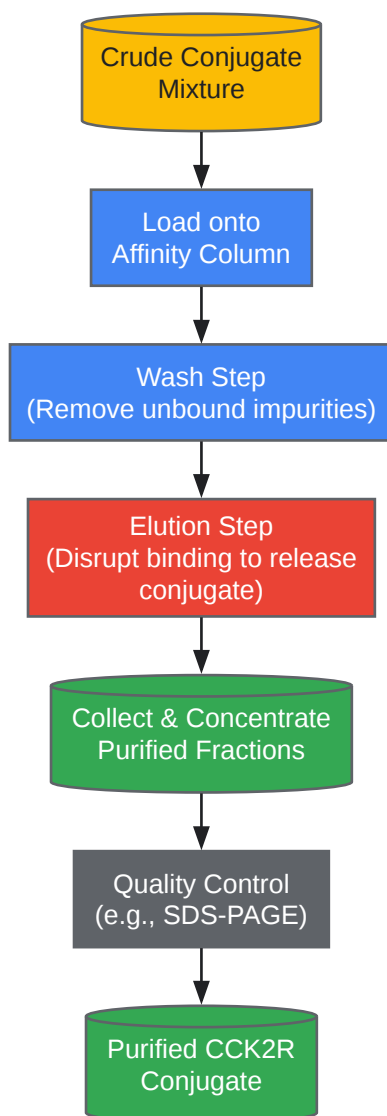 Crude Conjugate
Mixture
Load onto
Affinity Column
Wash Step
(Remove unbound impurities)
Elution Step
(Disrupt binding to release
conjugate)
Collect & Concentrate
Purified Fractions
Quality Control
(e.g., SDS-PAGE)
Purified CCK2R
Conjugate